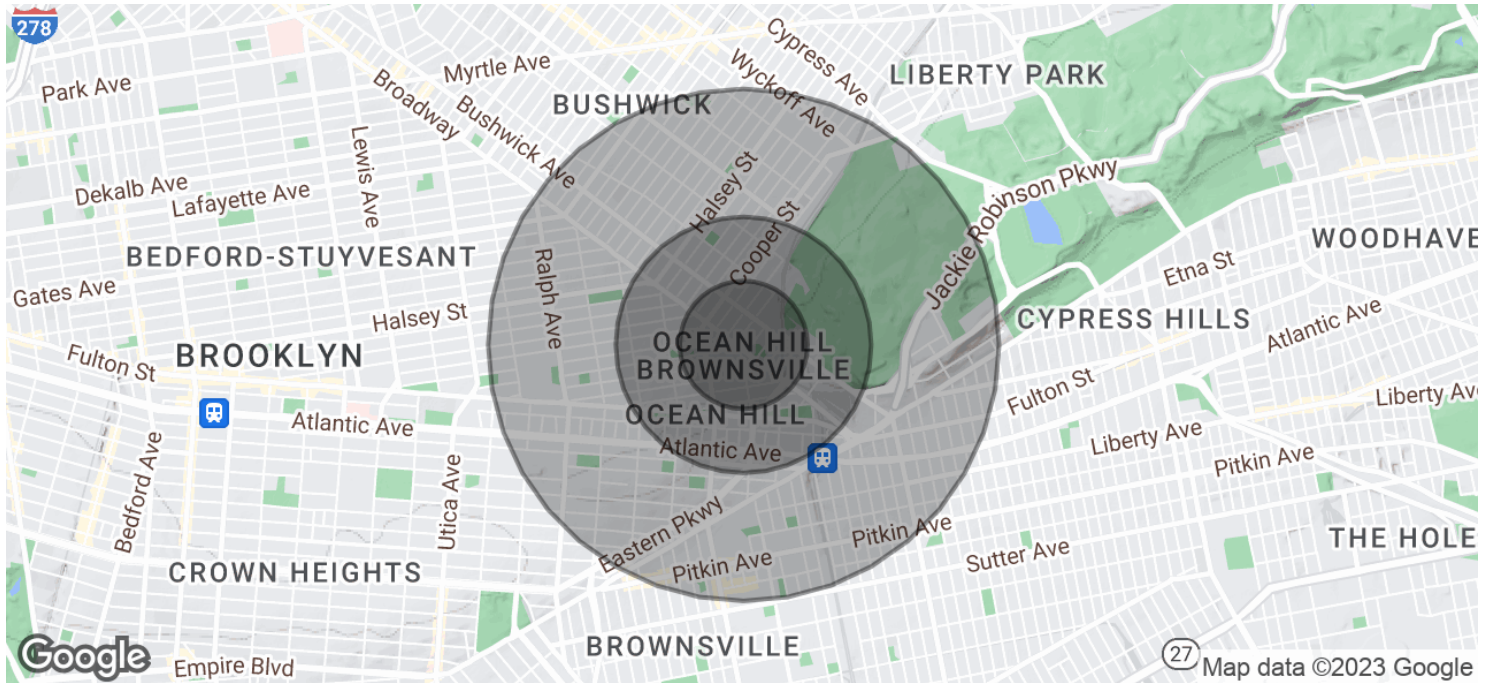 278
Cypress Ave
Myrtle Ave
Wyckoff Ave
LIBERTY PARK
Park Ave
Broadway
BUSHWICK
Bushwick Ave
Lewis Ave
Halsey St
Jackie Robinson Pkwy
Dekalb Ave
Lafayette Ave
Cooper St
WOODHAVE
BEDFORD-STUYVESANT
Ralph Ave
Etna St
Gates Ave
Halsey St
CYPRESS HILLS
Atlantic Ave
OCEAN HILL
BROWNSVILLE
BROOKLYN
Fulton St
Fulton St
Liberty Av
OCEAN HILL
Atlantic Ave
Atlantic Ave
Liberty Ave
Pitkin Ave
Bedford Ave
Utica Ave
Eastern Pkwy
Pitkin Ave
Sutter Ave
THE HOLE
CROWN HEIGHTS
Pitkin Ave
BROWNSVILLE
27
Google
Empire Blvd
Map data ©2023 Google